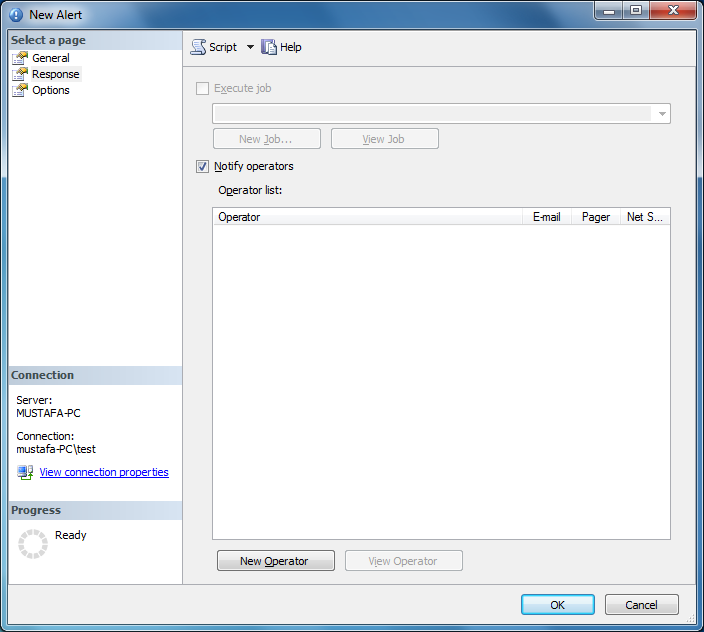 New Alert
Select a page
General
Response
Options
Script Help
Execute job
New Job... View Job
Notify operators
Operator list:
Operator E-mail Pager Net S...
Connection
Server:
MUSTAFA-PC
Connection:
mustafa-PC\test
View connection properties
Progress
Ready
New Operator View Operator
OK Cancel